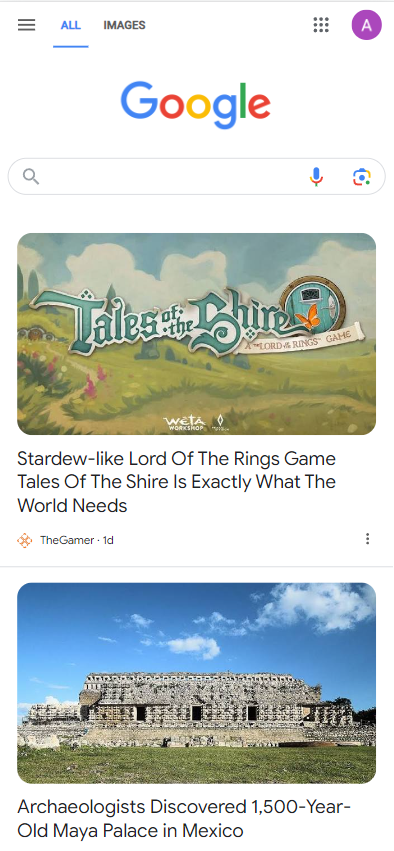 ALL IMAGES A
Google
Tales of the Shire
A THE LORD OF THE RINGS™ GAME
WETA
WORKSHOP
Stardew-like Lord Of The Rings Game
Tales Of The Shire Is Exactly What The
World Needs
TheGamer · 1d
Archaeologists Discovered 1,500-Year-
Old Maya Palace in Mexico